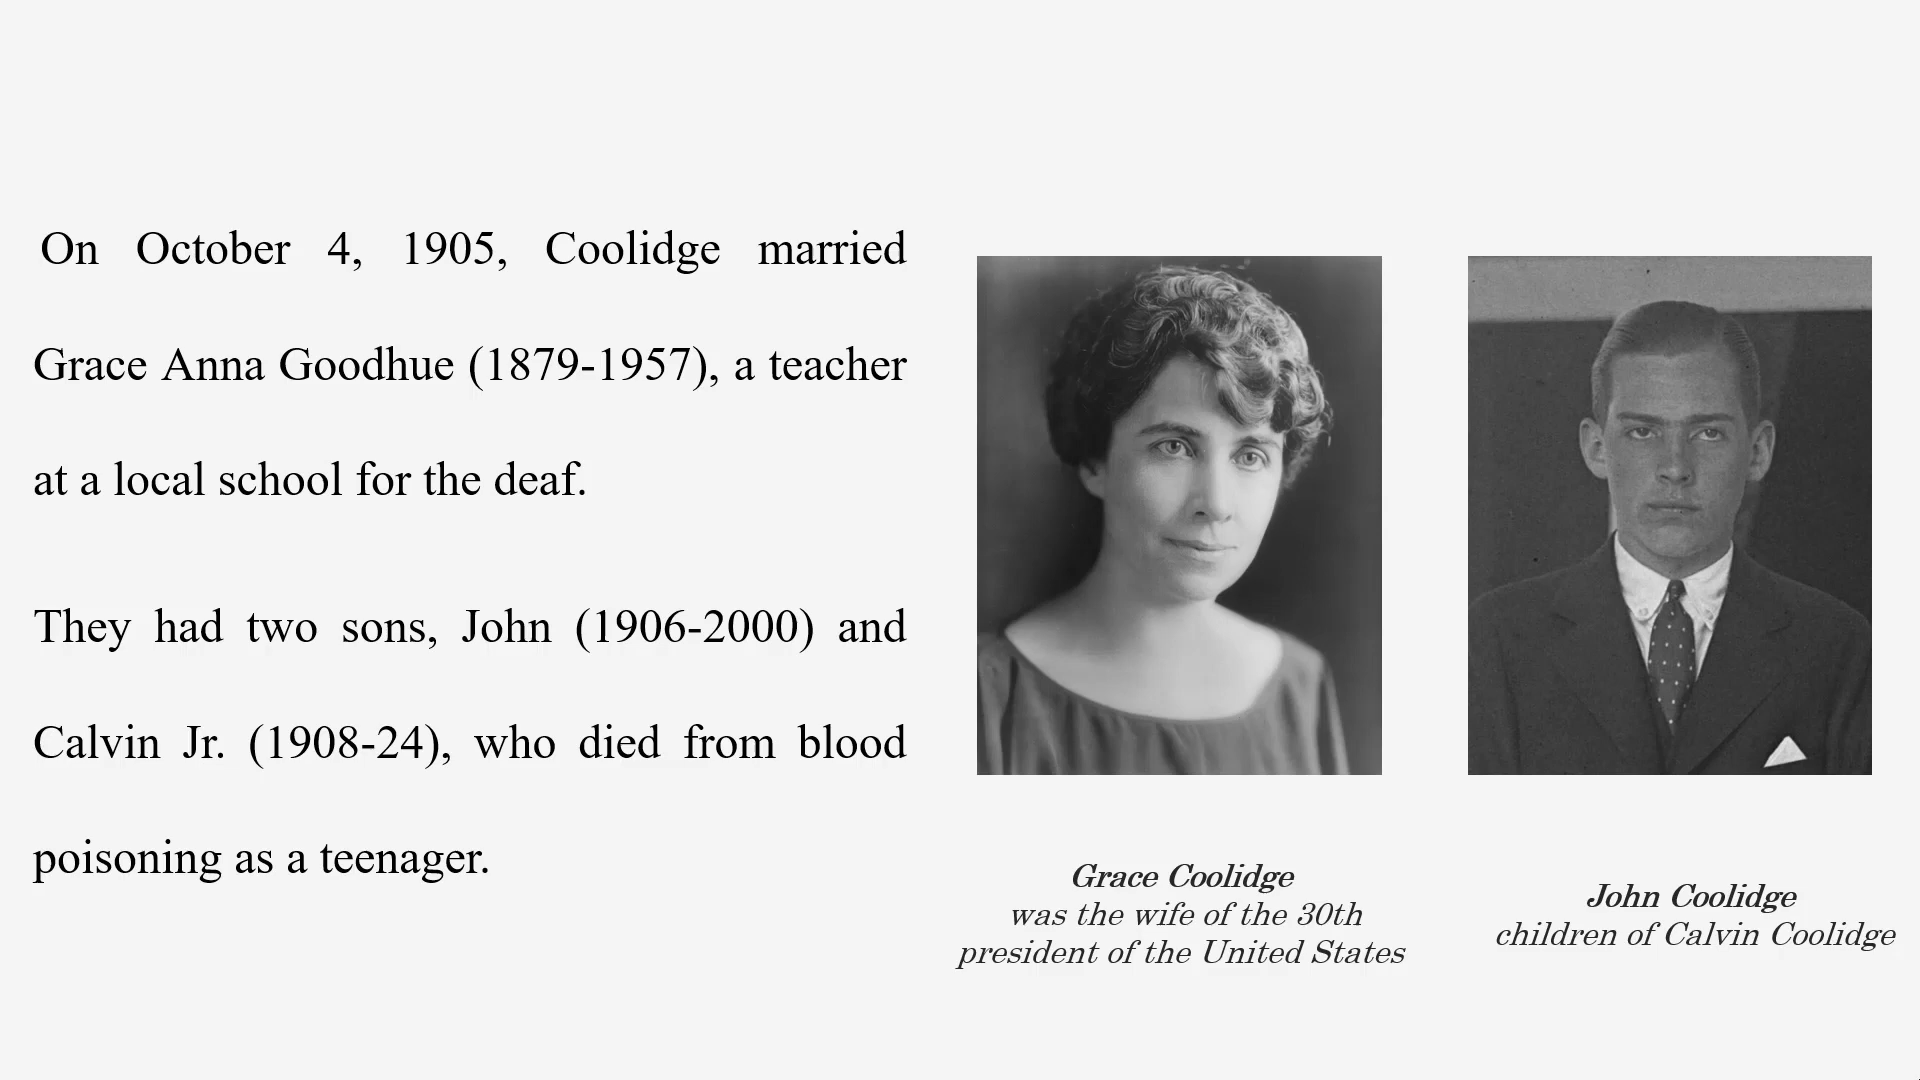 On October 4, 1905, Coolidge married
Grace Anna Goodhue (1879-1957), a teacher
at a local school for the deaf.
They had two sons, John (1906-2000) and
Calvin Jr. (1908-24), who died from blood
poisoning as a teenager.
Grace Coolidge
was the wife of the 30th
president of the United States
John Coolidge
children of Calvin Coolidge